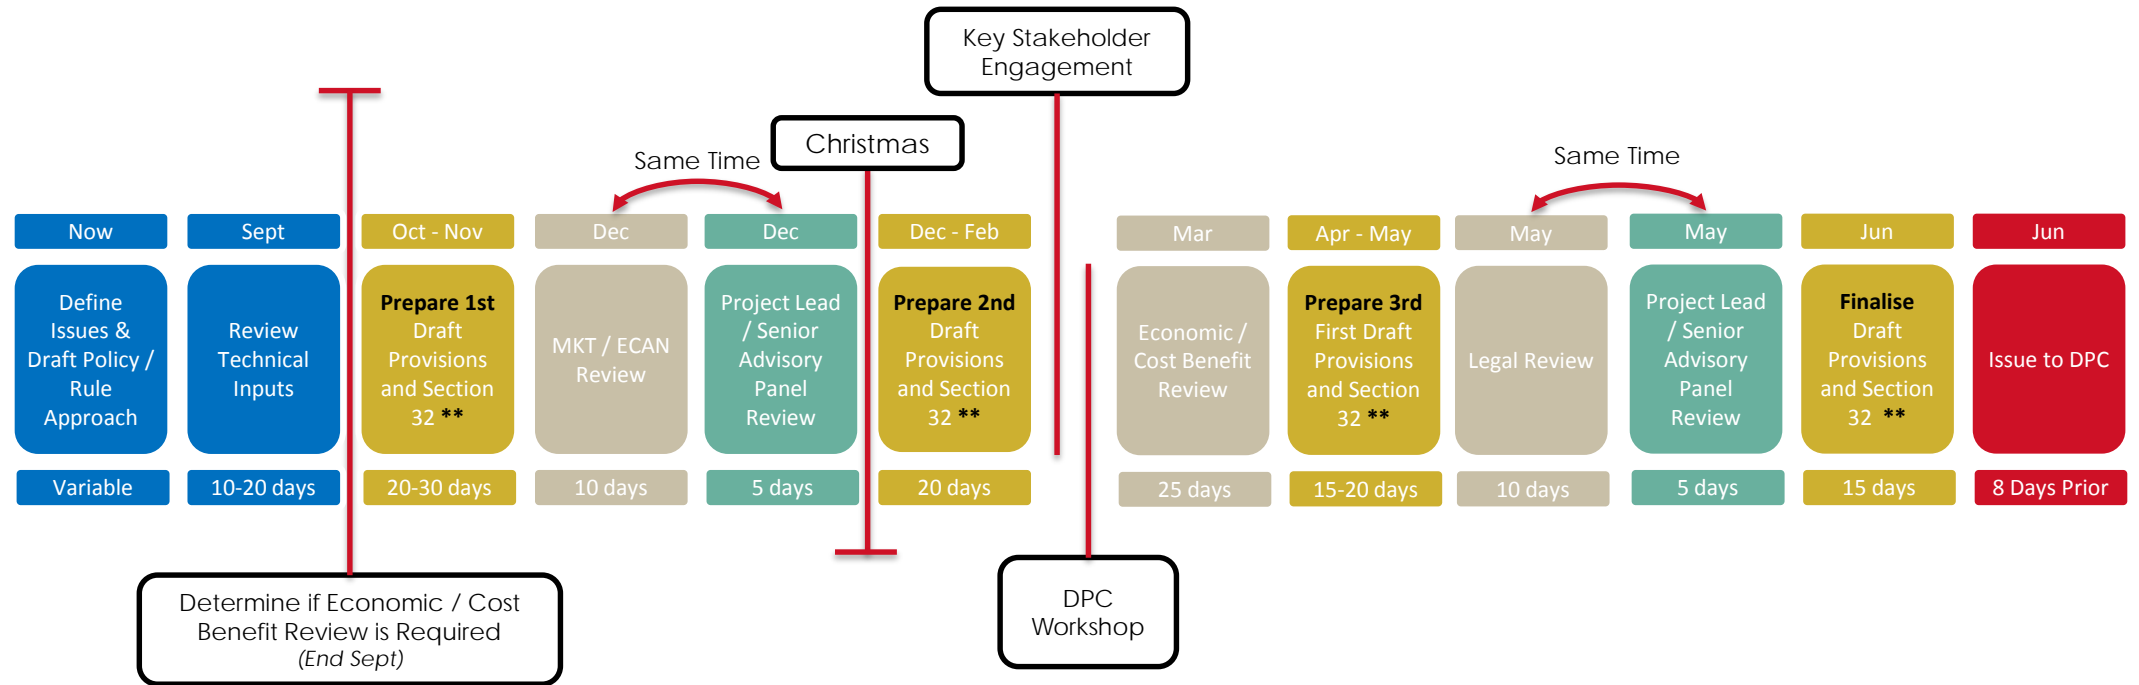 Key Stakeholder
Engagement
Christmas
Same Time
Same Time
Now
Sept
Oct - Nov
Dec
Dec
Dec - Feb
Mar
Apr - May
May
May
Jun
Jun
Define
Issues &
Draft Policy /
Rule
Approach
Review
Technical
Inputs
Prepare 1st
Draft
Provisions
and Section
32 **
MKT / ECAN
Review
Project Lead
/ Senior
Advisory
Panel
Review
Prepare 2nd
Draft
Provisions
and Section
32 **
Economic /
Cost Benefit
Review
Prepare 3rd
First Draft
Provisions
and Section
32 **
Legal Review
Project Lead
/ Senior
Advisory
Panel
Review
Finalise
Draft
Provisions
and Section
32 **
Issue to DPC
Variable
10-20 days
20-30 days
10 days
5 days
20 days
25 days
15-20 days
10 days
5 days
15 days
8 Days Prior
Determine if Economic / Cost
Benefit Review is Required
(End Sept)
DPC
Workshop